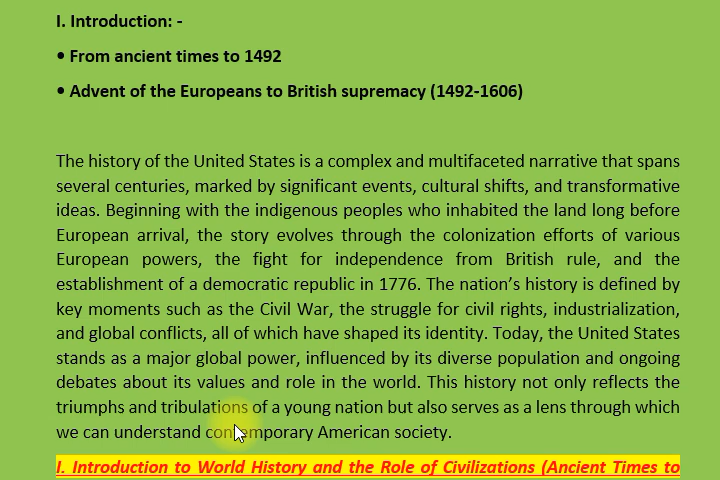 I. Introduction: -
• From ancient times to 1492
• Advent of the Europeans to British supremacy (1492-1606)
The history of the United States is a complex and multifaceted narrative that spans
several centuries, marked by significant events, cultural shifts, and transformative
ideas. Beginning with the indigenous peoples who inhabited the land long before
European arrival, the story evolves through the colonization efforts of various
European powers, the fight for independence from British rule, and the
establishment of a democratic republic in 1776. The nation’s history is defined by
key moments such as the Civil War, the struggle for civil rights, industrialization,
and global conflicts, all of which have shaped its identity. Today, the United States
stands as a major global power, influenced by its diverse population and ongoing
debates about its values and role in the world. This history not only reflects the
triumphs and tribulations of a young nation but also serves as a lens through which
we can understand contemporary American society.
I. Introduction to World History and the Role of Civilizations (Ancient Times to